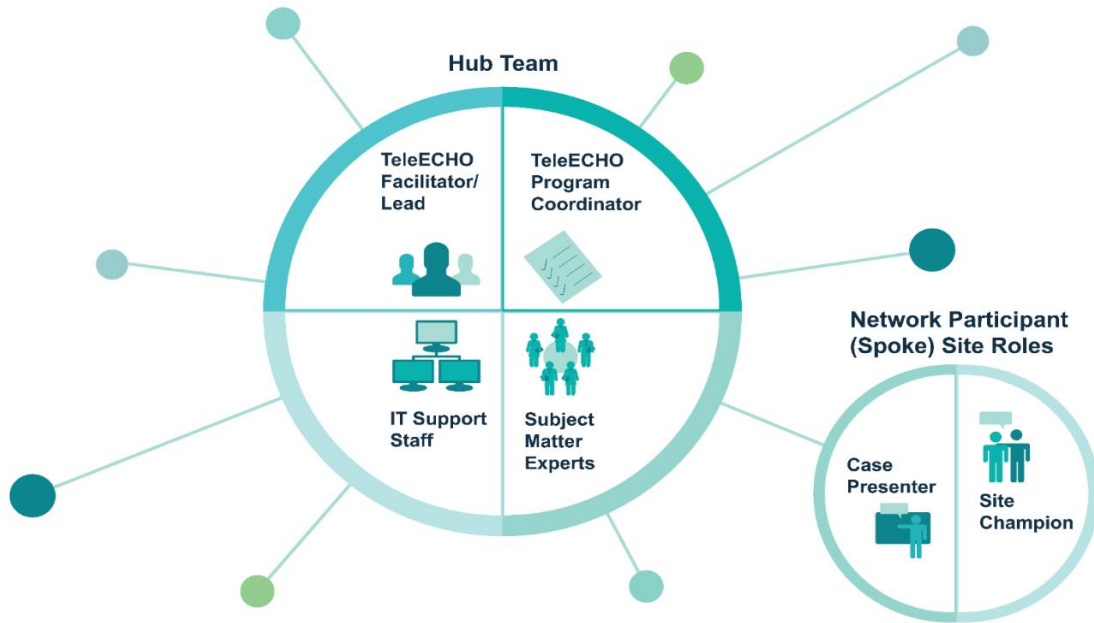 Hub Team
TeleECHO
Facilitator/
Lead
TeleECHO
Program
Coordinator
IT Support
Staff
Subject
Matter
Experts
Network Participant
(Spoke) Site Roles
Case
Presenter
Site
Champion